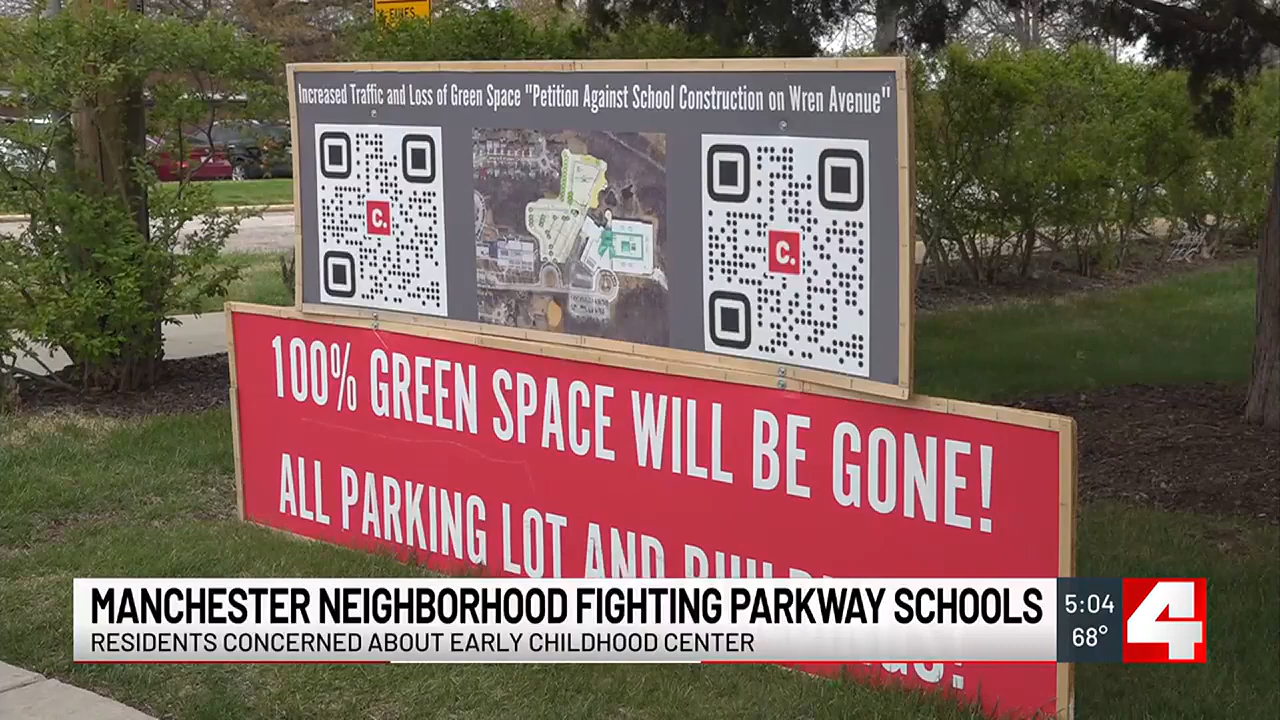 Increased Traffic and Loss of Green Space "Petition Against School Construction on Wren Avenue"
c.
c.
100% GREEN SPACE WILL BE GONE!
ALL PARKING LOT AND
MANCHESTER NEIGHBORHOOD FIGHTING PARKWAY SCHOOLS
RESIDENTS CONCERNED ABOUT EARLY CHILDHOOD CENTER
5:04
68°
4